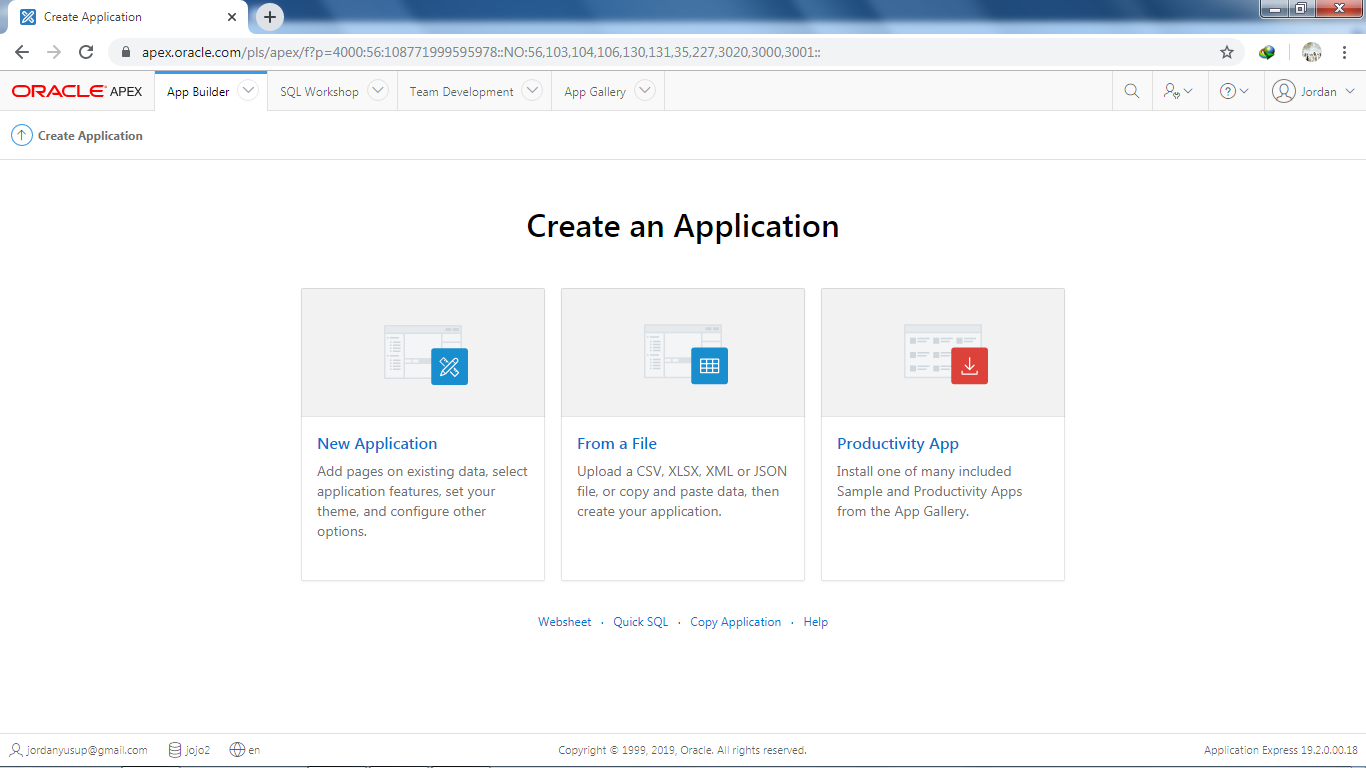 Create Application
apex.oracle.com/pls/apex/f?p=4000:56:108771999595978::NO:56,103,104,106,130,131,35,227,3020,3000,3001::
ORACLE APEX App Builder SQL Workshop Team Development App Gallery Jordan
Create Application
Create an Application
New Application
Add pages on existing data, select
application features, set your
theme, and configure other
options.
From a File
Upload a CSV, XLSX, XML or JSON
file, or copy and paste data, then
create your application.
Productivity App
Install one of many included
Sample and Productivity Apps
from the App Gallery.
Websheet · Quick SQL · Copy Application · Help
jordanyusup@gmail.com jojo2 en Copyright © 1999, 2019, Oracle. All rights reserved. Application Express 19.2.0.00.18